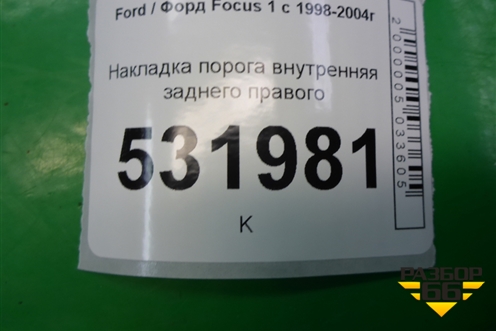 Ford / Форд Focus 1 с 1998-2004г
Накладка порога внутренняя
заднего правого
531981
К
2000005033605
РАЗБОР
66